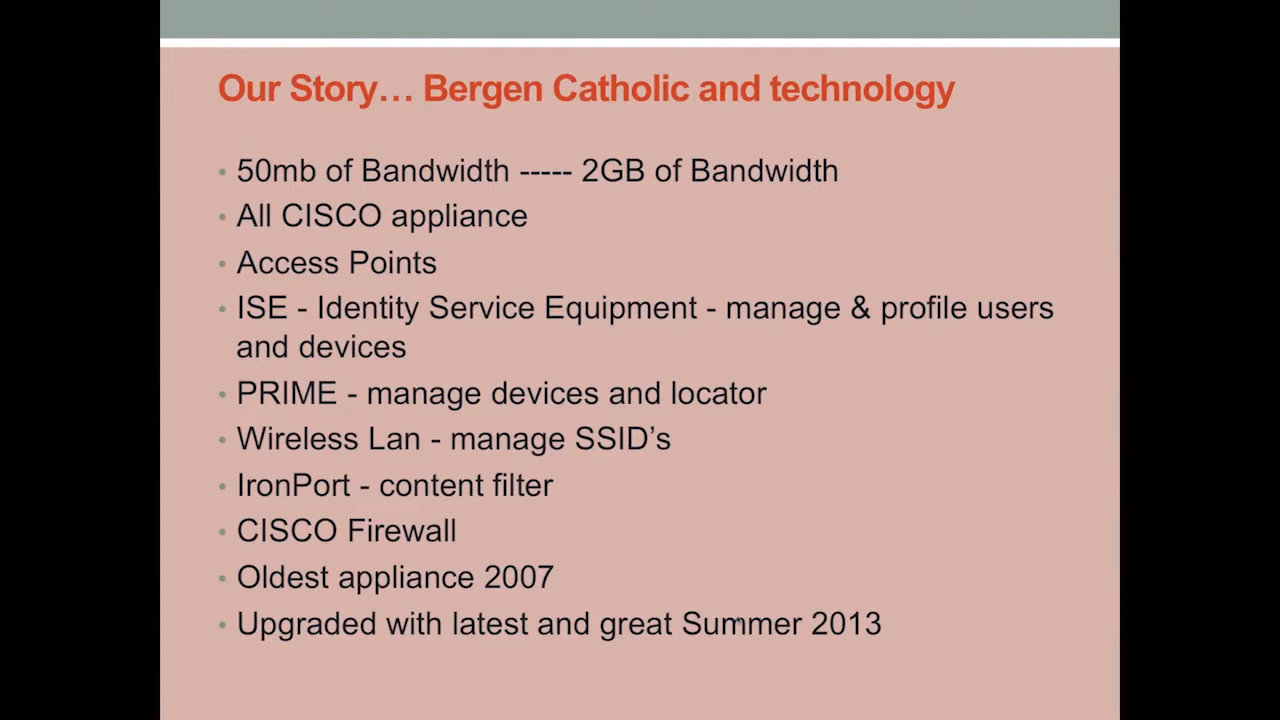 Our Story… Bergen Catholic and technology
• 50mb of Bandwidth ----- 2GB of Bandwidth
• All CISCO appliance
• Access Points
• ISE - Identity Service Equipment - manage & profile users
and devices
• PRIME - manage devices and locator
• Wireless Lan - manage SSID’s
• IronPort - content filter
• CISCO Firewall
• Oldest appliance 2007
• Upgraded with latest and great Summer 2013